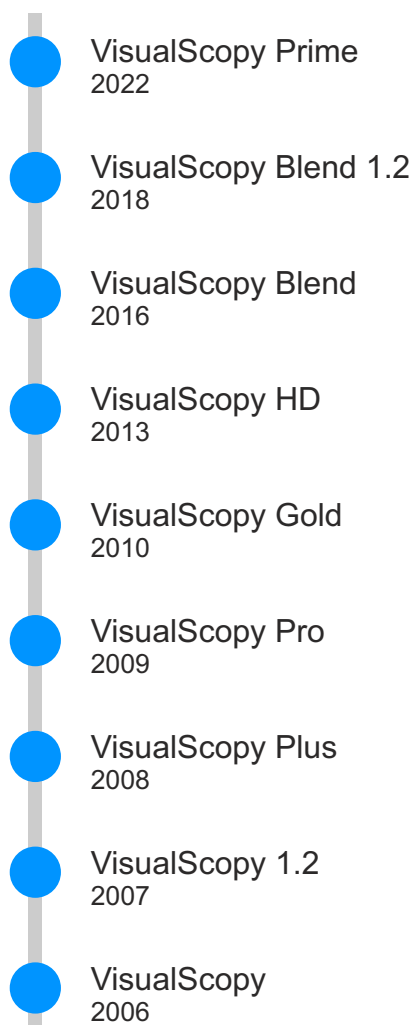 VisualScopy Prime
2022
VisualScopy Blend 1.2
2018
VisualScopy Blend
2016
VisualScopy HD
2013
VisualScopy Gold
2010
VisualScopy Pro
2009
VisualScopy Plus
2008
VisualScopy 1.2
2007
VisualScopy
2006